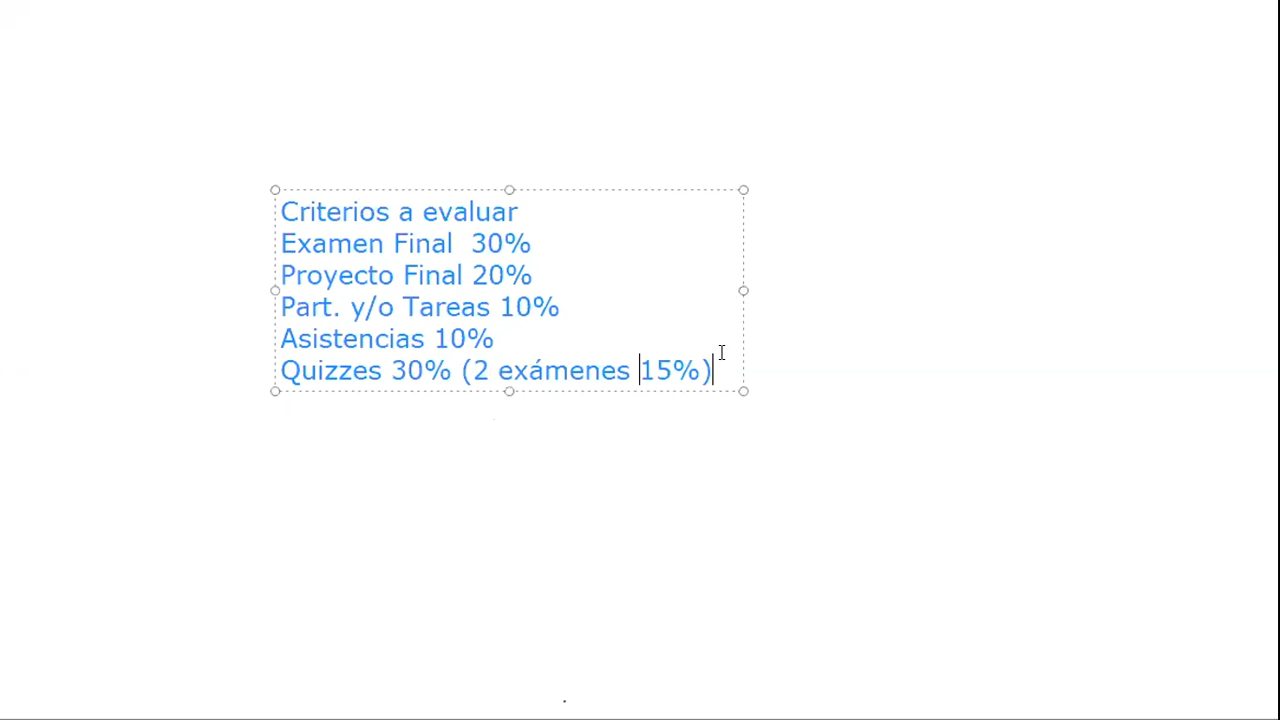 Criterios a evaluar
Examen Final  30%
Proyecto Final 20%
Part. y/o Tareas 10%
Asistencias 10%
Quizzes 30% (2 exámenes 15%)